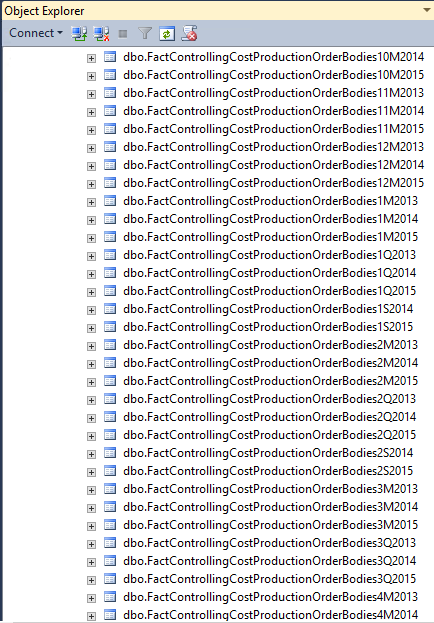 Object Explorer
Connect
dbo.FactControllingCostProductionOrderBodies10M2014
dbo.FactControllingCostProductionOrderBodies10M2015
dbo.FactControllingCostProductionOrderBodies11M2013
dbo.FactControllingCostProductionOrderBodies11M2014
dbo.FactControllingCostProductionOrderBodies11M2015
dbo.FactControllingCostProductionOrderBodies12M2013
dbo.FactControllingCostProductionOrderBodies12M2014
dbo.FactControllingCostProductionOrderBodies12M2015
dbo.FactControllingCostProductionOrderBodies1M2013
dbo.FactControllingCostProductionOrderBodies1M2014
dbo.FactControllingCostProductionOrderBodies1M2015
dbo.FactControllingCostProductionOrderBodies1Q2013
dbo.FactControllingCostProductionOrderBodies1Q2014
dbo.FactControllingCostProductionOrderBodies1Q2015
dbo.FactControllingCostProductionOrderBodies1S2014
dbo.FactControllingCostProductionOrderBodies1S2015
dbo.FactControllingCostProductionOrderBodies2M2013
dbo.FactControllingCostProductionOrderBodies2M2014
dbo.FactControllingCostProductionOrderBodies2M2015
dbo.FactControllingCostProductionOrderBodies2Q2013
dbo.FactControllingCostProductionOrderBodies2Q2014
dbo.FactControllingCostProductionOrderBodies2Q2015
dbo.FactControllingCostProductionOrderBodies2S2014
dbo.FactControllingCostProductionOrderBodies2S2015
dbo.FactControllingCostProductionOrderBodies3M2013
dbo.FactControllingCostProductionOrderBodies3M2014
dbo.FactControllingCostProductionOrderBodies3M2015
dbo.FactControllingCostProductionOrderBodies3Q2013
dbo.FactControllingCostProductionOrderBodies3Q2014
dbo.FactControllingCostProductionOrderBodies3Q2015
dbo.FactControllingCostProductionOrderBodies4M2013
dbo.FactControllingCostProductionOrderBodies4M2014